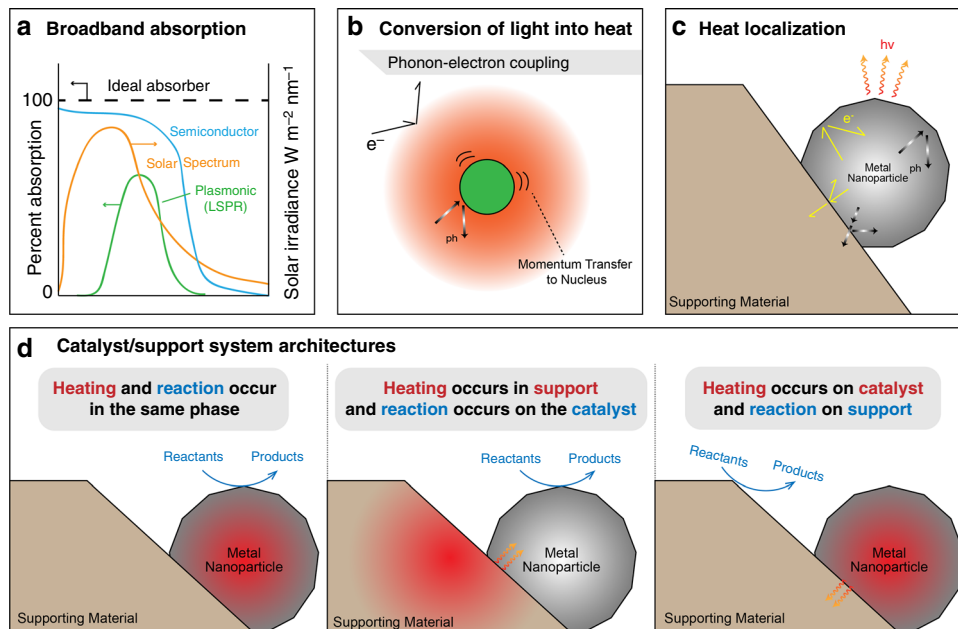 a Broadband absorption
Percent absorption
100
0
Ideal absorber
Semiconductor
Solar Spectrum
Plasmonic
(LSPR)
Solar irradiance W m⁻² nm⁻¹
b Conversion of light into heat
Phonon-electron coupling
e⁻
ph
Momentum Transfer
to Nucleus
c Heat localization
hv
e⁻
Metal
Nanoparticle
ph
Supporting Material
d Catalyst/support system architectures
Heating and reaction occur
in the same phase
Reactants Products
Metal
Nanoparticle
Supporting Material
Heating occurs in support
and reaction occurs on the catalyst
Reactants Products
Metal
Nanoparticle
Supporting Material
Heating occurs on catalyst
and reaction on support
Reactants Products
Metal
Nanoparticle
Supporting Material